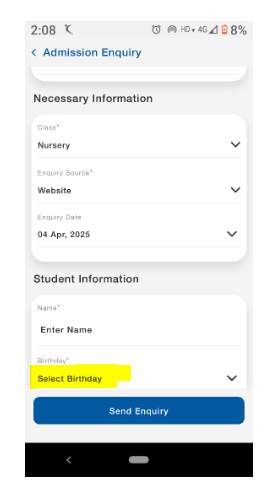 2:08 HD 4G 8%
< Admission Enquiry
Necessary Information
Class*
Nursery
Enquiry Source*
Website
Enquiry Date
04 Apr, 2025
Student Information
Name*
Enter Name
Birthday*
Select Birthday
Send Enquiry